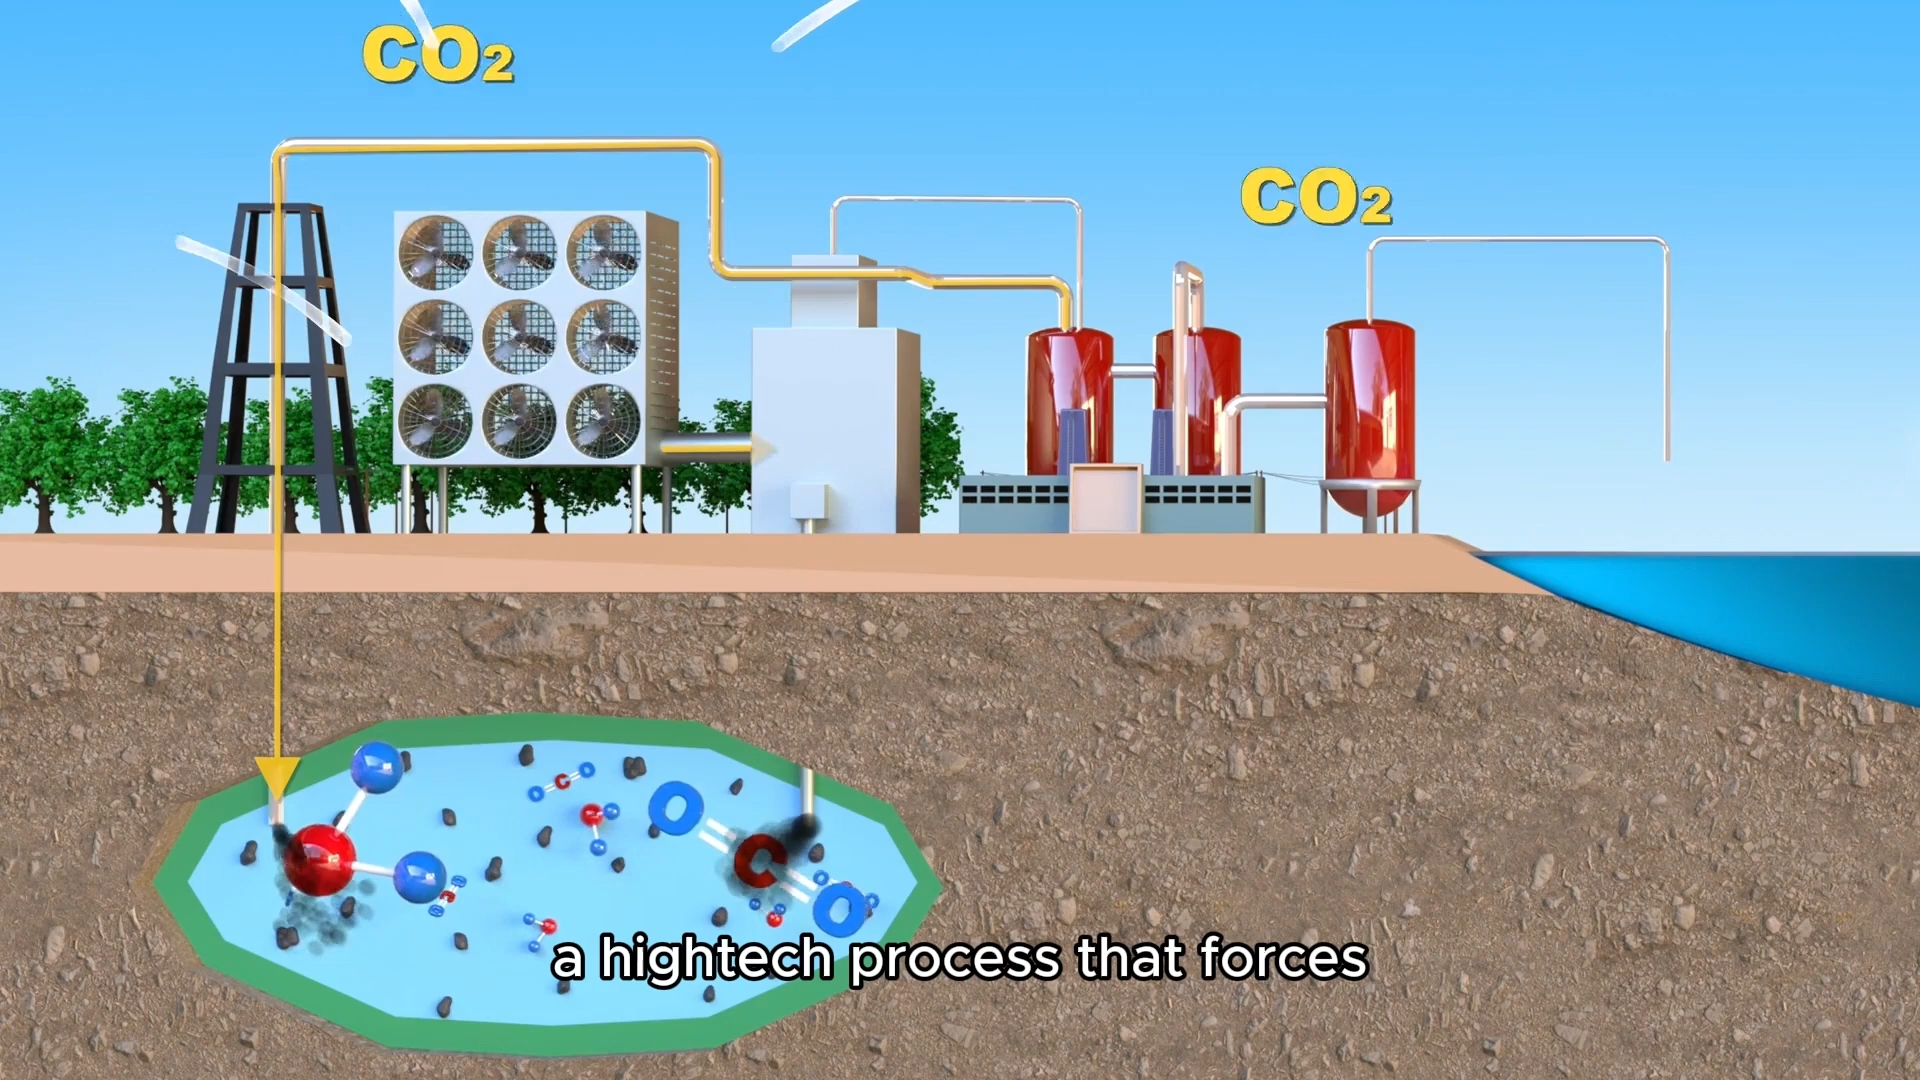 CO2
CO2
O
C
O
a hightech process that forces